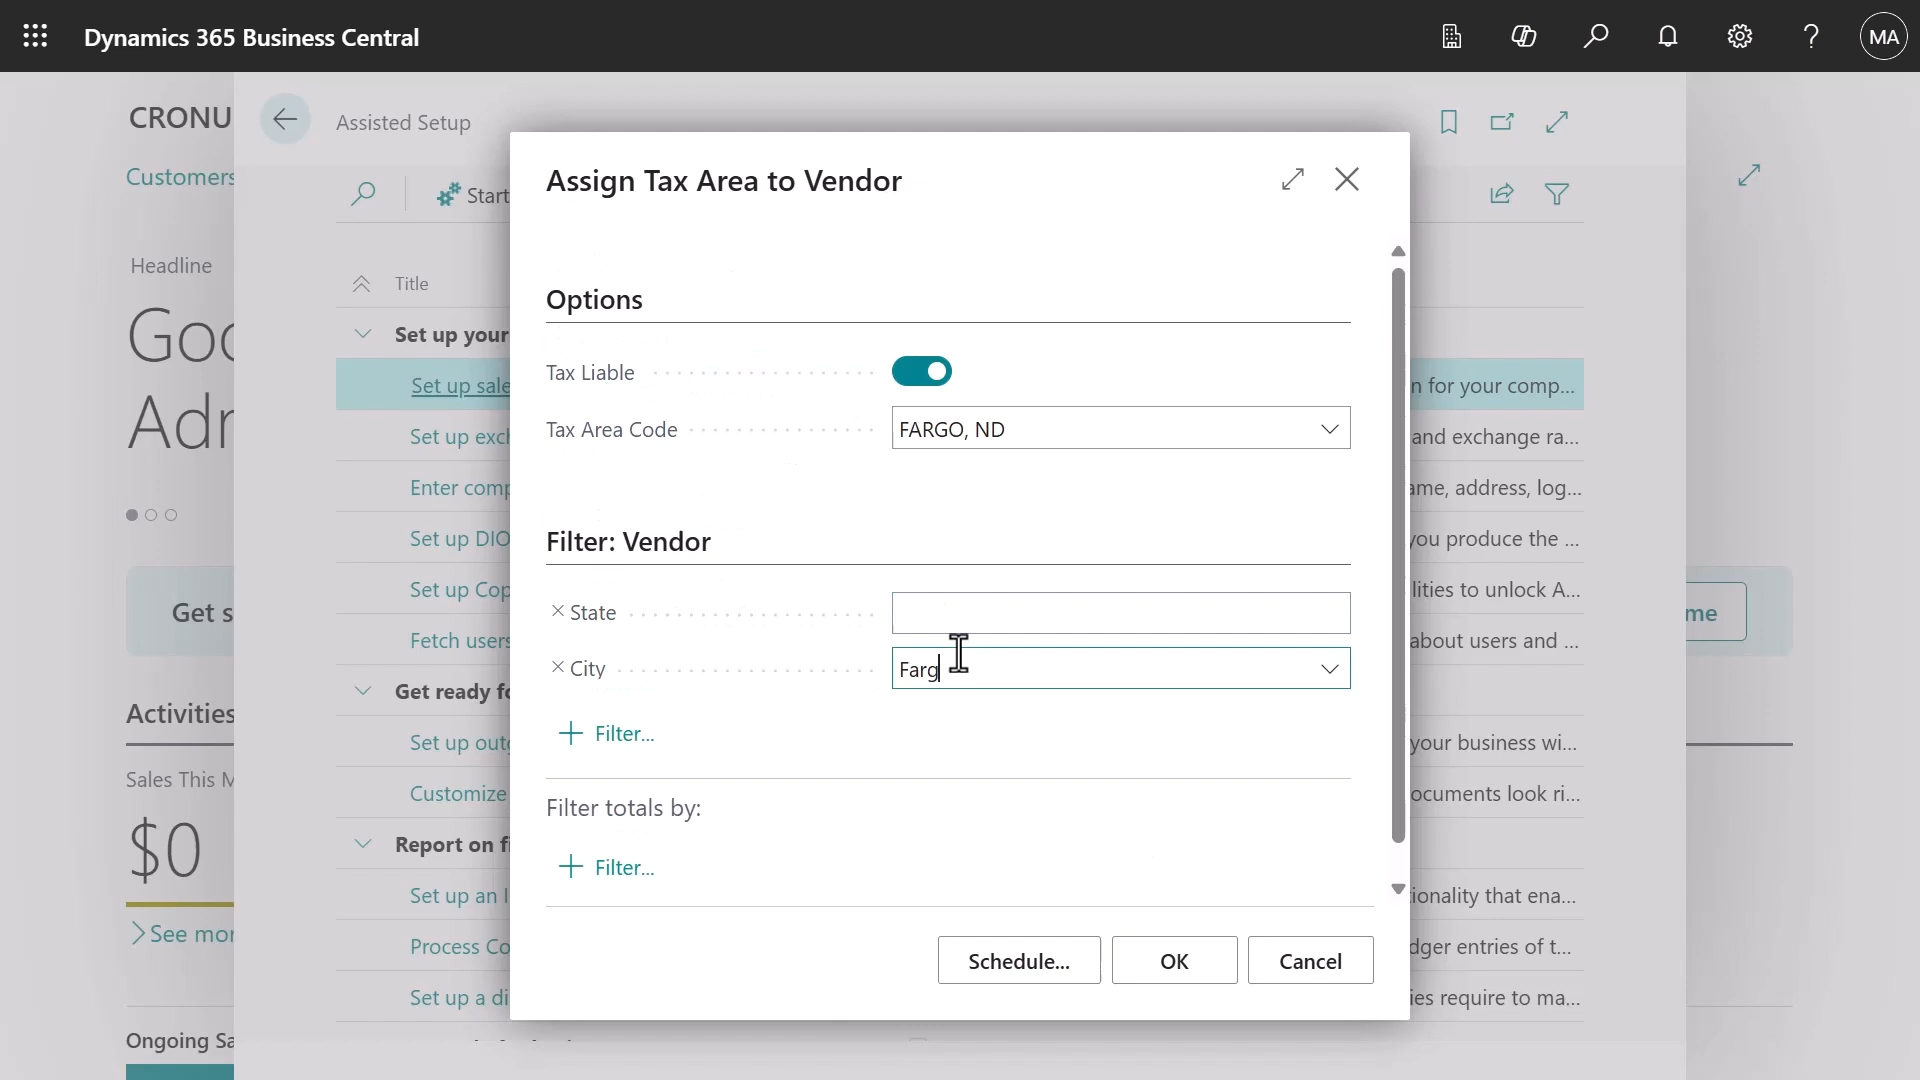 Dynamics 365 Business Central
MA
CRONU
Assisted Setup
Customers
Start
Headline
Title
Goo
Adr
Set up your
Set up sale
n for your comp...
Set up exch
and exchange ra...
Enter comp
ame, address, log...
Set up DIO
you produce the ...
Get s
Set up Cop
lities to unlock A...
me
Fetch users
about users and ...
Get ready fo
Activities
Set up outg
your business wi...
Sales This M
Customize
ocuments look ri...
$0
Report on fi
Set up an I
tionality that ena...
See mor
Process Co
dger entries of t...
Set up a di
ies require to ma...
Ongoing Sa
Assign Tax Area to Vendor
Options
Tax Liable
Tax Area Code
FARGO, ND
Filter: Vendor
State
City
Farg
Filter...
Filter totals by:
Filter...
Schedule...
OK
Cancel